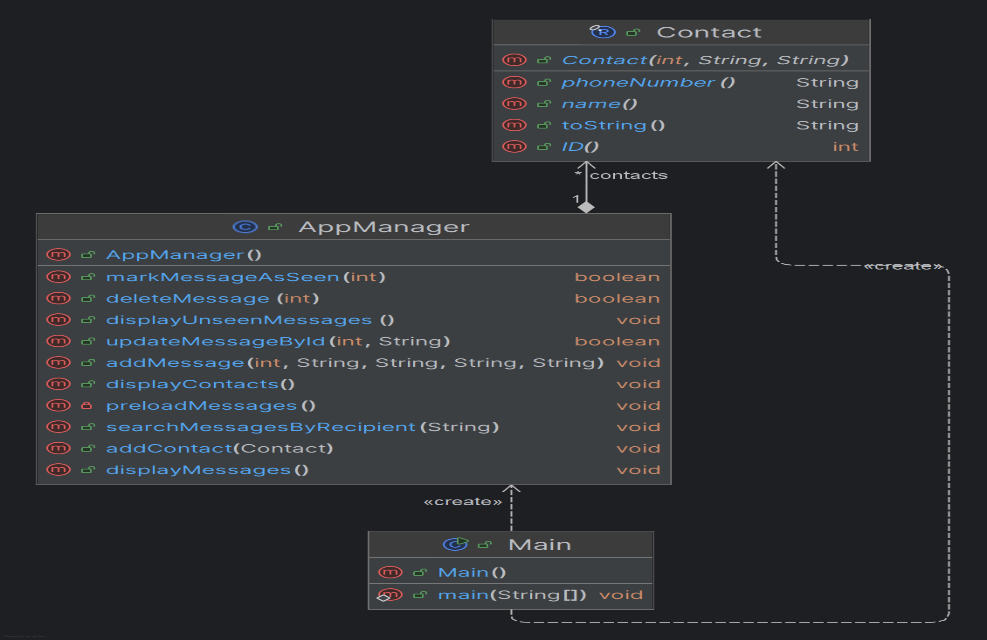 Contact
Contact(int, String, String)
phoneNumber() String
name() String
toString() String
ID() int
* contacts
1
AppManager
AppManager()
markMessageAsSeen(int) boolean
deleteMessage(int) boolean
displayUnseenMessages() void
«create»
updateMessageById(int, String) boolean
addMessage(int, String, String, String, String) void
displayContacts() void
preloadMessages() void
searchMessagesByRecipient(String) void
addContact(Contact) void
displayMessages() void
«create»
Main
Main()
main(String[]) void